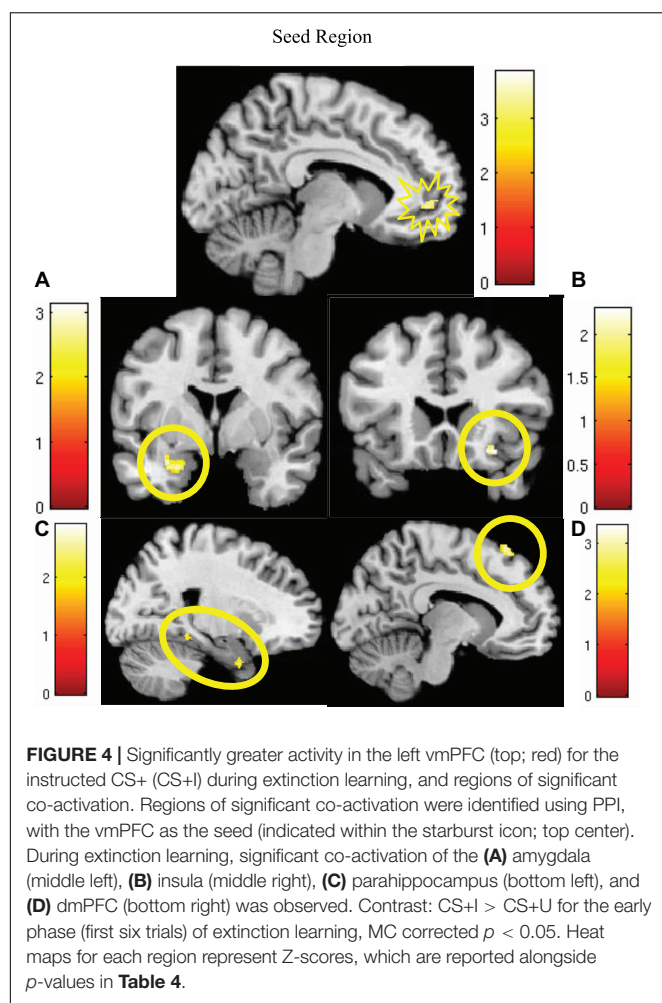 Seed Region
3
2
1
0
A
B
3
2
1
0
2
1.5
1
0.5
0
C
D
2
1
0
3
2
1
0
FIGURE 4 | Significantly greater activity in the left vmPFC (top; red) for the
instructed CS+ (CS+I) during extinction learning, and regions of significant
co-activation. Regions of significant co-activation were identified using PPI,
with the vmPFC as the seed (indicated within the starburst icon; top center).
During extinction learning, significant co-activation of the (A) amygdala
(middle left), (B) insula (middle right), (C) parahippocampus (bottom left), and
(D) dmPFC (bottom right) was observed. Contrast: CS+I > CS+U for the early
phase (first six trials) of extinction learning, MC corrected p < 0.05. Heat
maps for each region represent Z-scores, which are reported alongside
p-values in Table 4.